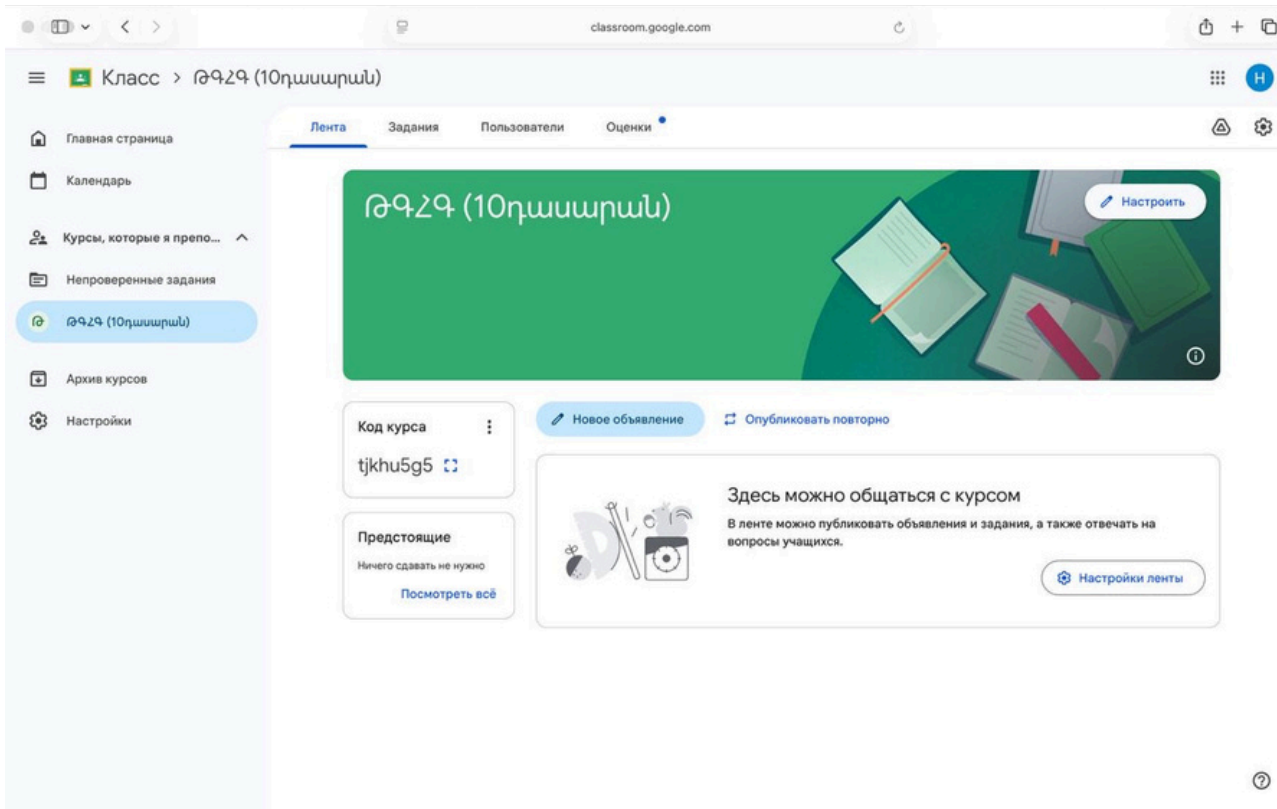 classroom.google.com
Класс > ԹԳՀԳ (10դասարան)
H
Главная страница
Календарь
Курсы, которые я препо...
Непроверенные задания
Թ ԹԳՀԳ (10դասարան)
Архив курсов
Настройки
Лента Задания Пользователи Оценки
ԹԳՀԳ (10դասարան)
Настроить
Код курса
tjkhu5g5
Предстоящие
Ничего сдавать не нужно
Посмотреть всё
Новое объявление Опубликовать повторно
Здесь можно общаться с курсом
В ленте можно публиковать объявления и задания, а также отвечать на
вопросы учащихся.
Настройки ленты